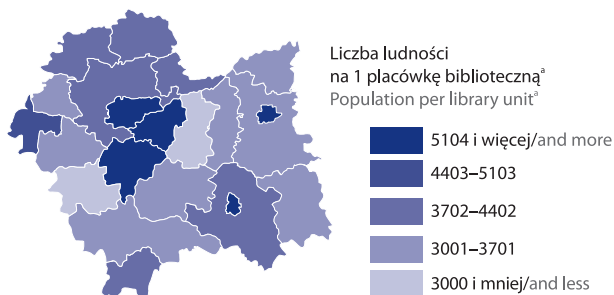 Liczba ludności
na 1 placówkę biblioteczną^a
Population per library unit^a
5104 i więcej/and more
4403–5103
3702–4402
3001–3701
3000 i mniej/and less